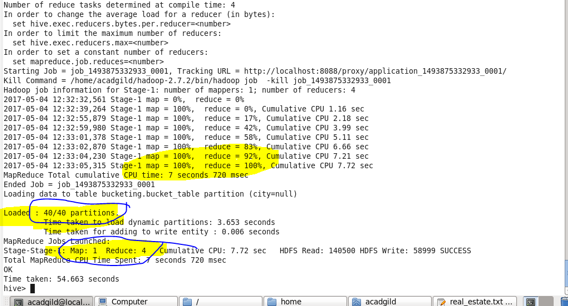 Number of reduce tasks determined at compile time: 4
In order to change the average load for a reducer (in bytes):
  set hive.exec.reducers.bytes.per.reducer=<number>
In order to limit the maximum number of reducers:
  set hive.exec.reducers.max=<number>
In order to set a constant number of reducers:
  set mapreduce.job.reduces=<number>
Starting Job = job_1493875332933_0001, Tracking URL = http://localhost:8088/proxy/application_1493875332933_0001/
Kill Command = /home/acadgild/hadoop-2.7.2/bin/hadoop job  -kill job_1493875332933_0001
Hadoop job information for Stage-1: number of mappers: 1; number of reducers: 4
2017-05-04 12:32:32,561 Stage-1 map = 0%,  reduce = 0%
2017-05-04 12:32:39,264 Stage-1 map = 100%,  reduce = 0%, Cumulative CPU 1.16 sec
2017-05-04 12:32:55,879 Stage-1 map = 100%,  reduce = 17%, Cumulative CPU 2.18 sec
2017-05-04 12:32:59,980 Stage-1 map = 100%,  reduce = 42%, Cumulative CPU 3.99 sec
2017-05-04 12:33:01,378 Stage-1 map = 100%,  reduce = 58%, Cumulative CPU 5.11 sec
2017-05-04 12:33:02,870 Stage-1 map = 100%,  reduce = 83%, Cumulative CPU 6.66 sec
2017-05-04 12:33:04,230 Stage-1 map = 100%,  reduce = 92%, Cumulative CPU 7.21 sec
2017-05-04 12:33:05,315 Stage-1 map = 100%,  reduce = 100%, Cumulative CPU 7.72 sec
MapReduce Total cumulative CPU time: 7 seconds 720 msec
Ended Job = job_1493875332933_0001
Loading data to table bucketing.bucket_table partition (city=null)
Loaded : 40/40 partitions.
Time taken to load dynamic partitions: 3.653 seconds
Time taken for adding to write entity : 0.006 seconds
MapReduce Jobs Launched:
Stage-Stage-1: Map: 1  Reduce: 4   Cumulative CPU: 7.72 sec   HDFS Read: 140500 HDFS Write: 58999 SUCCESS
Total MapReduce CPU Time Spent: 7 seconds 720 msec
OK
Time taken: 54.663 seconds
hive>
acadgild@local... Computer / home acadgild real_estate.txt ...